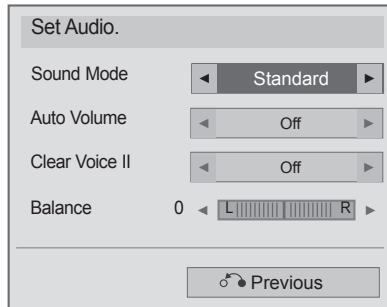 Set Audio.
Sound Mode ◄ Standard ►
Auto Volume ◄ Off ►
Clear Voice II ◄ Off ►
Balance 0 ◄ L R ►
Previous